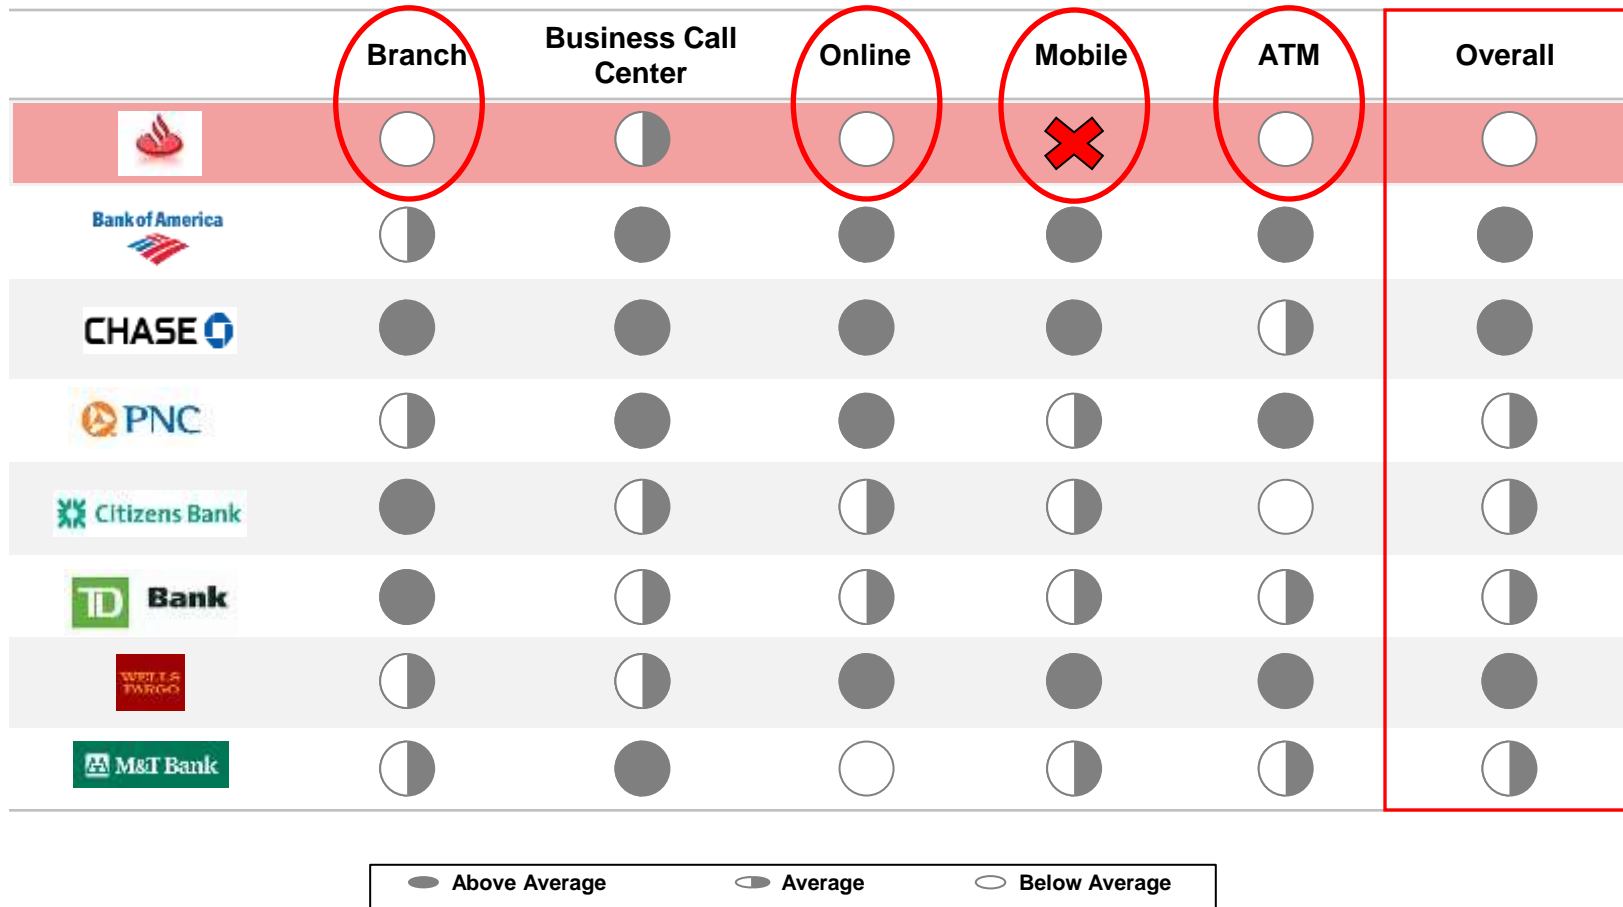 Branch
Business Call
Center
Online
Mobile
ATM
Overall
Bank of America
CHASE
PNC
Citizens Bank
TD Bank
WELLS
FARGO
M&T Bank
Above Average
Average
Below Average